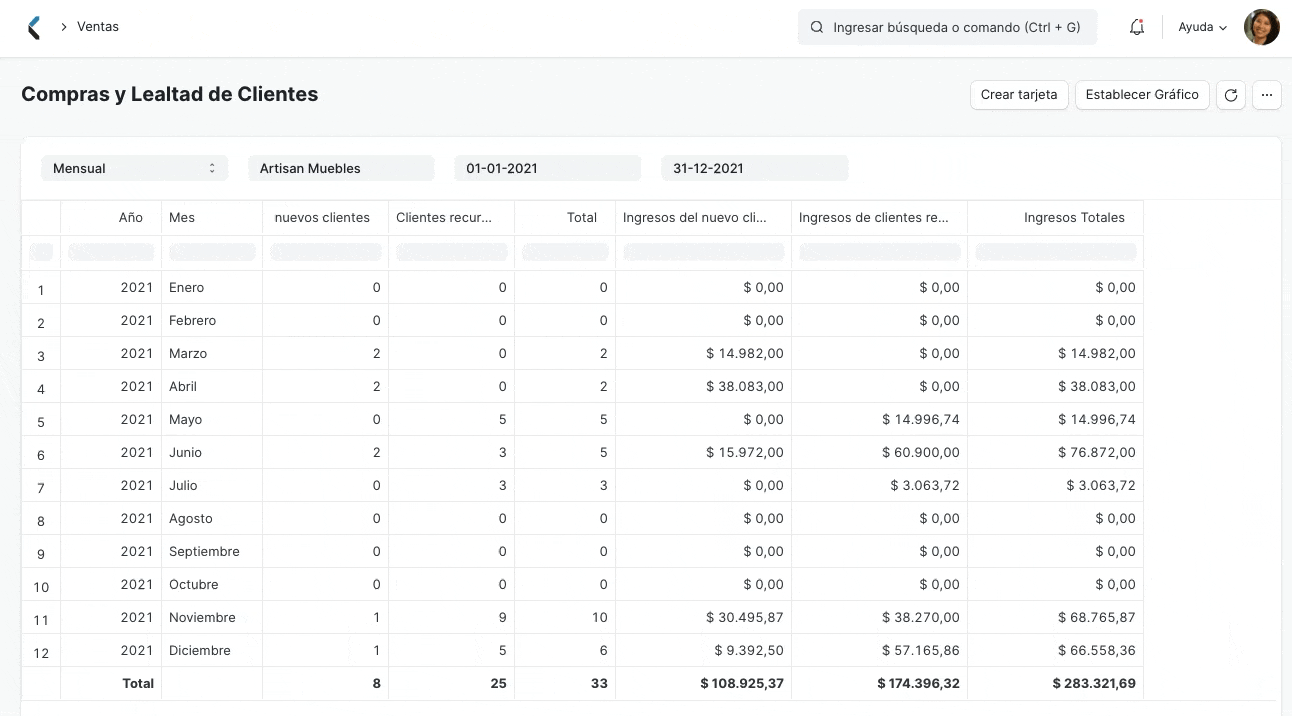 Ventas
Ingresar búsqueda o comando (Ctrl + G)
Ayuda
Compras y Lealtad de Clientes
Crear tarjeta
Establecer Gráfico
Mensual
Artisan Muebles
01-01-2021
31-12-2021
Año Mes nuevos clientes Clientes recur... Total Ingresos del nuevo cli... Ingresos de clientes re... Ingresos Totales
1 2021 Enero 0 0 0 $ 0,00 $ 0,00 $ 0,00
2 2021 Febrero 0 0 0 $ 0,00 $ 0,00 $ 0,00
3 2021 Marzo 2 0 2 $ 14.982,00 $ 0,00 $ 14.982,00
4 2021 Abril 2 0 2 $ 38.083,00 $ 0,00 $ 38.083,00
5 2021 Mayo 0 5 5 $ 0,00 $ 14.996,74 $ 14.996,74
6 2021 Junio 2 3 5 $ 15.972,00 $ 60.900,00 $ 76.872,00
7 2021 Julio 0 3 3 $ 0,00 $ 3.063,72 $ 3.063,72
8 2021 Agosto 0 0 0 $ 0,00 $ 0,00 $ 0,00
9 2021 Septiembre 0 0 0 $ 0,00 $ 0,00 $ 0,00
10 2021 Octubre 0 0 0 $ 0,00 $ 0,00 $ 0,00
11 2021 Noviembre 1 9 10 $ 30.495,87 $ 38.270,00 $ 68.765,87
12 2021 Diciembre 1 5 6 $ 9.392,50 $ 57.165,86 $ 66.558,36
Total 8 25 33 $ 108.925,37 $ 174.396,32 $ 283.321,69